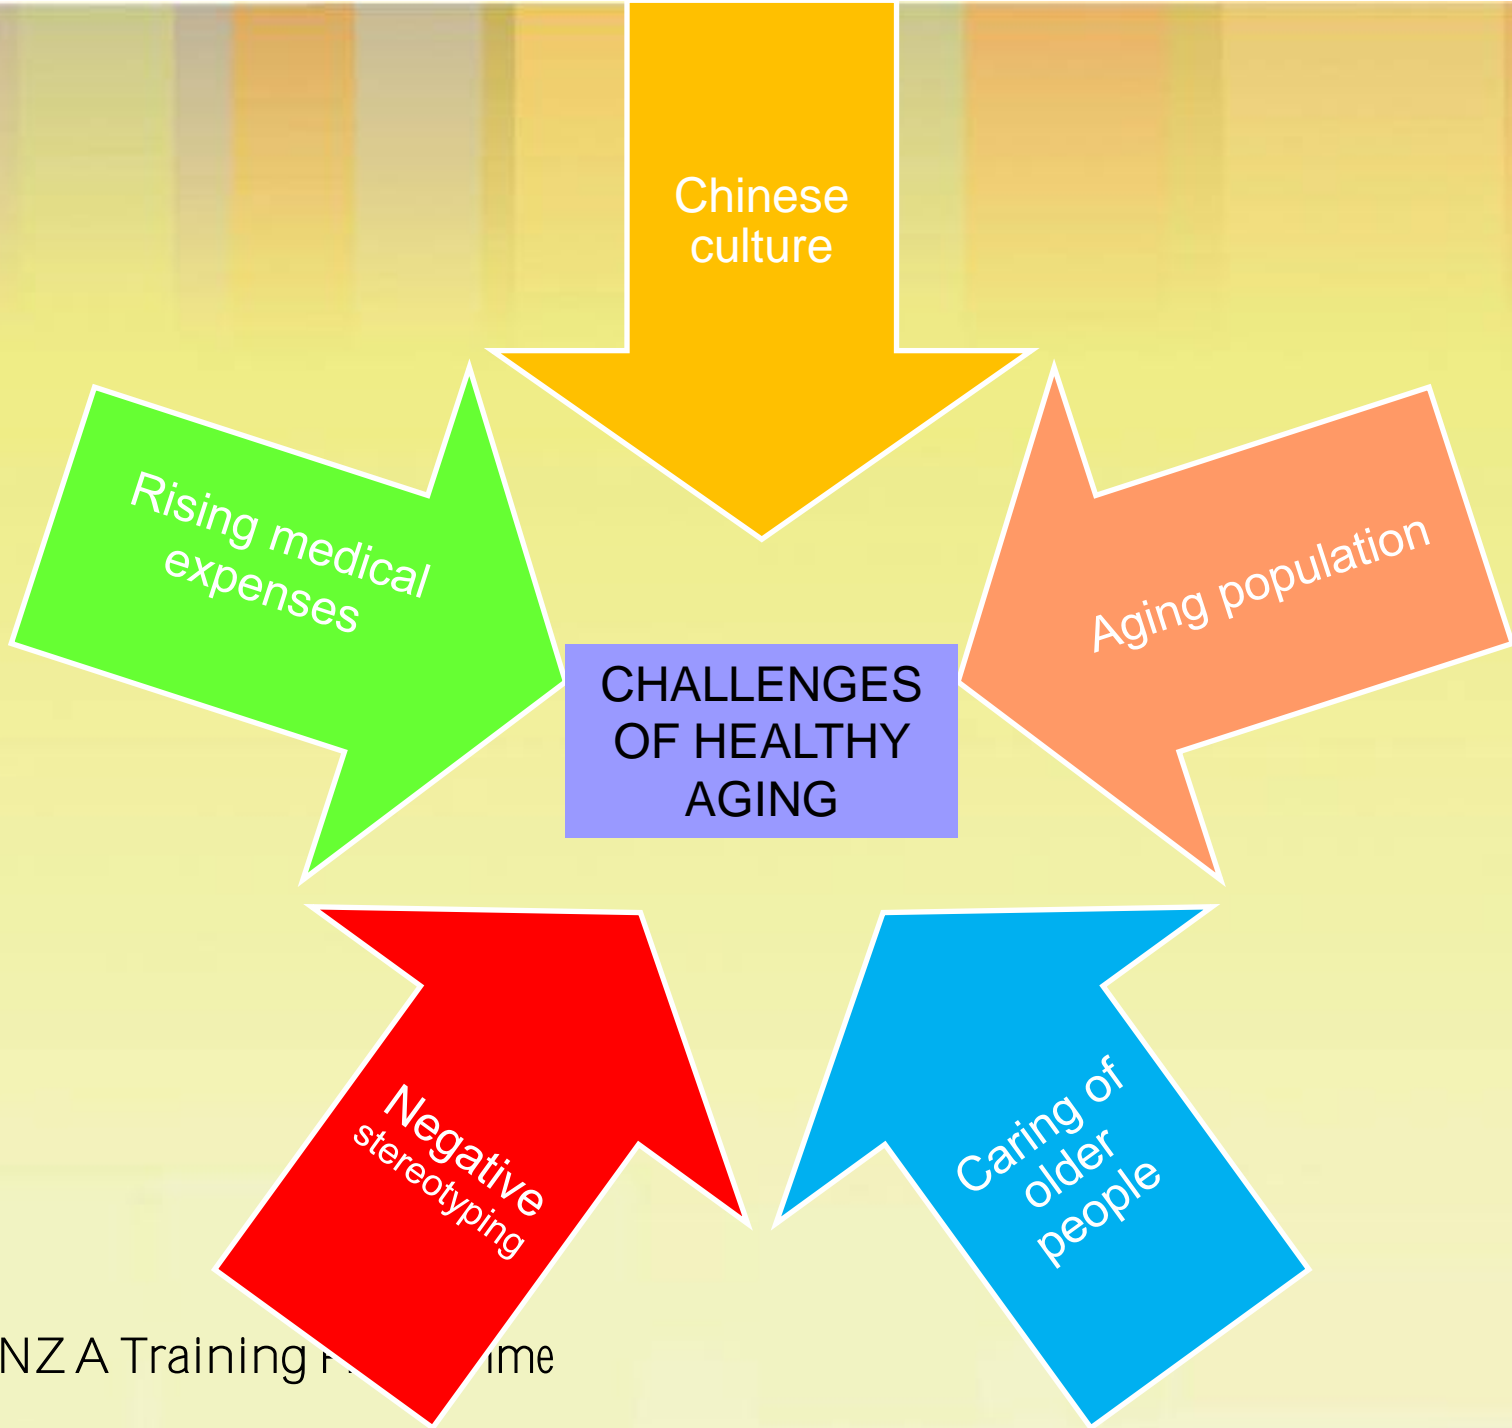 Chinese
culture
Rising medical
expenses
Aging population
CHALLENGES
OF HEALTHY
AGING
Negative
stereotyping
Caring of
older
people
NZ A Training